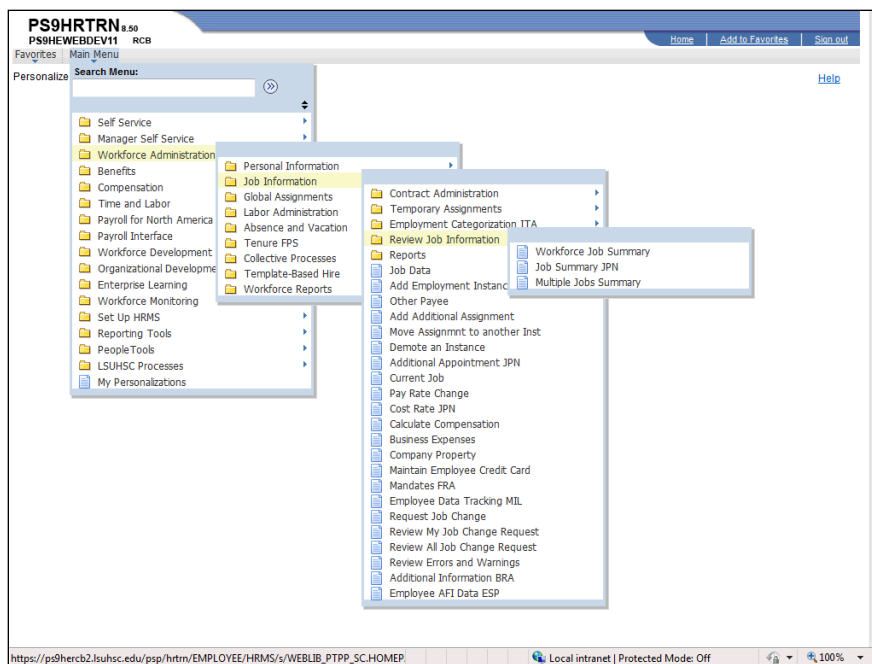 PS9HRTRN8.50
PS9HEWEBDEV11 RCB
Home Add to Favorites Sign out
Favorites Main Menu
Personalize
Help
Search Menu:
Self Service
Manager Self Service
Workforce Administration
Benefits
Compensation
Time and Labor
Payroll for North America
Payroll Interface
Workforce Development
Organizational Developme
Enterprise Learning
Workforce Monitoring
Set Up HRMS
Reporting Tools
PeopleTools
LSUHSC Processes
My Personalizations
Personal Information
Job Information
Global Assignments
Labor Administration
Absence and Vacation
Tenure FPS
Collective Processes
Template-Based Hire
Workforce Reports
Contract Administration
Temporary Assignments
Employment Categorization ITA
Review Job Information
Reports
Job Data
Add Employment Instanc
Other Payee
Add Additional Assignment
Move Assignmnt to another Inst
Demote an Instance
Additional Appointment JPN
Current Job
Pay Rate Change
Cost Rate JPN
Calculate Compensation
Business Expenses
Company Property
Maintain Employee Credit Card
Mandates FRA
Employee Data Tracking MIL
Request Job Change
Review My Job Change Request
Review All Job Change Request
Review Errors and Warnings
Additional Information BRA
Employee AFI Data ESP
Workforce Job Summary
Job Summary JPN
Multiple Jobs Summary
https://ps9hercb2.lsuhsc.edu/psp/hrtrn/EMPLOYEE/HRMS/s/WEBLIB_PTPP_SC.HOMEP. Local intranet | Protected Mode: Off 100%